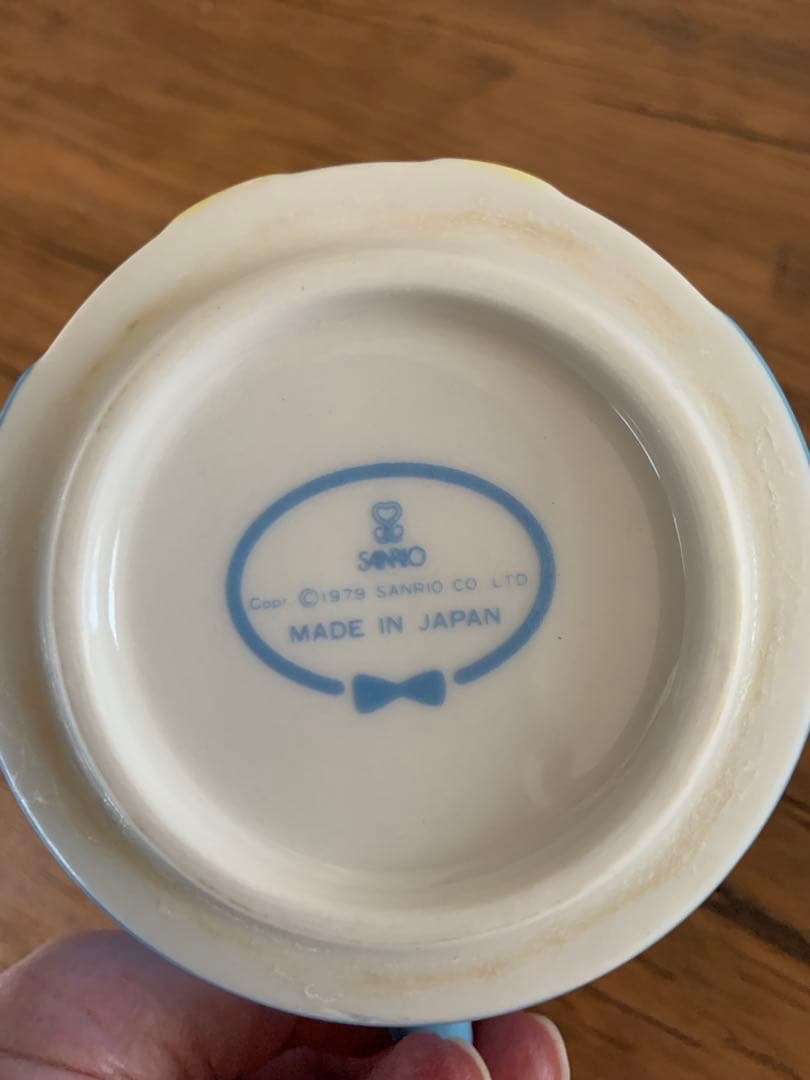 SANRIO
Copr ©1979 SANRIO CO LTD
MADE IN JAPAN